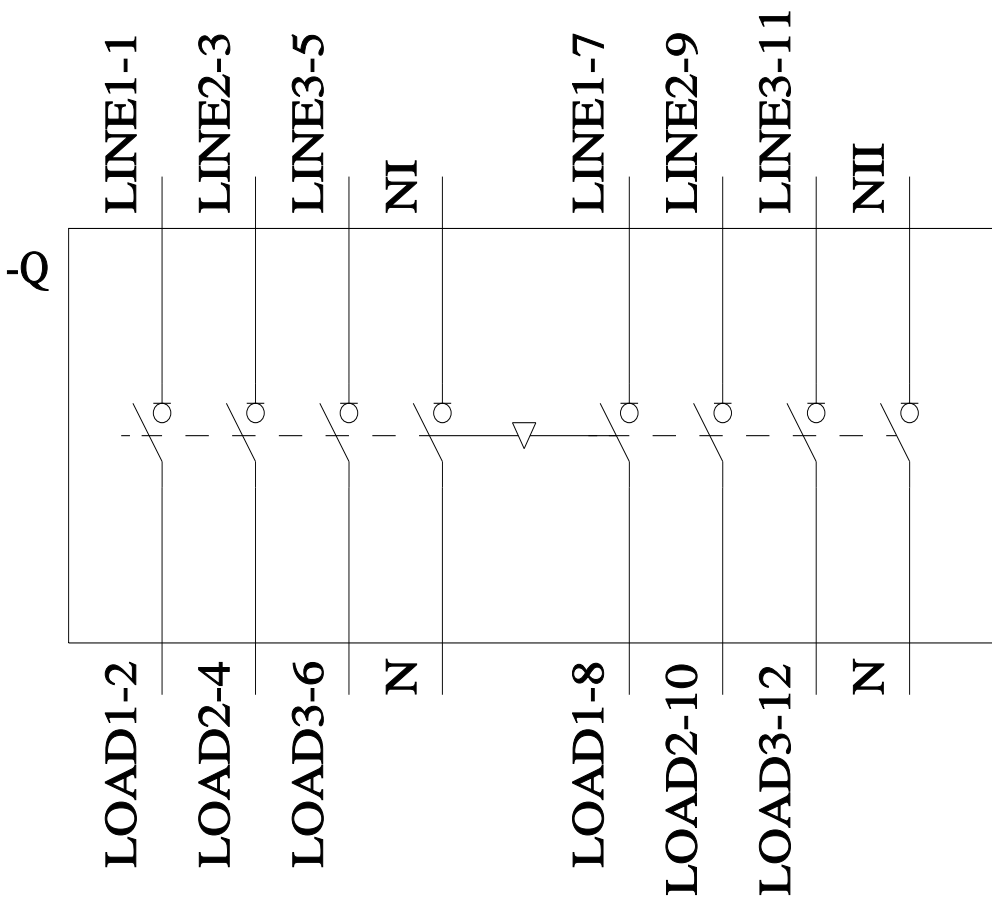 LINE1-1
LINE2-3
LINE3-5
NI
LINE1-7
LINE2-9
LINE3-11
NII
-Q
LOAD1-2
LOAD2-4
LOAD3-6
N
LOAD1-8
LOAD2-10
LOAD3-12
N